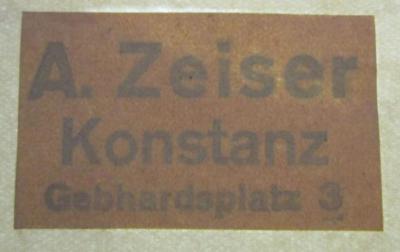 A. Zeiser
Konstanz
Gebhardsplatz 3